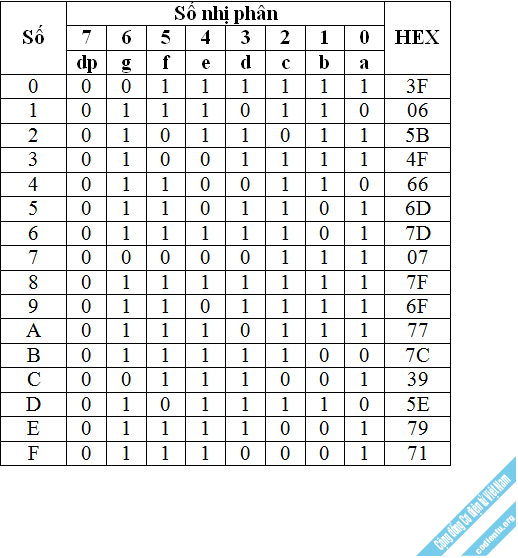 Số Số nhị phân HEX
7 6 5 4 3 2 1 0
dp g f e d c b a
0 0 0 1 1 1 1 1 1 3F
1 0 1 1 1 0 1 1 0 06
2 0 1 0 1 1 0 1 1 5B
3 0 1 0 0 1 1 1 1 4F
4 0 1 1 0 0 1 1 0 66
5 0 1 1 0 1 1 0 1 6D
6 0 1 1 1 1 1 0 1 7D
7 0 0 0 0 0 1 1 1 07
8 0 1 1 1 1 1 1 1 7F
9 0 1 1 0 1 1 1 1 6F
A 0 1 1 1 0 1 1 1 77
B 0 1 1 1 1 1 0 0 7C
C 0 0 1 1 1 0 0 1 39
D 0 1 0 1 1 1 1 0 5E
E 0 1 1 1 1 0 0 1 79
F 0 1 1 1 0 0 0 1 71
Cộng đồng Cơ điện tử Việt Nam
codientu.org